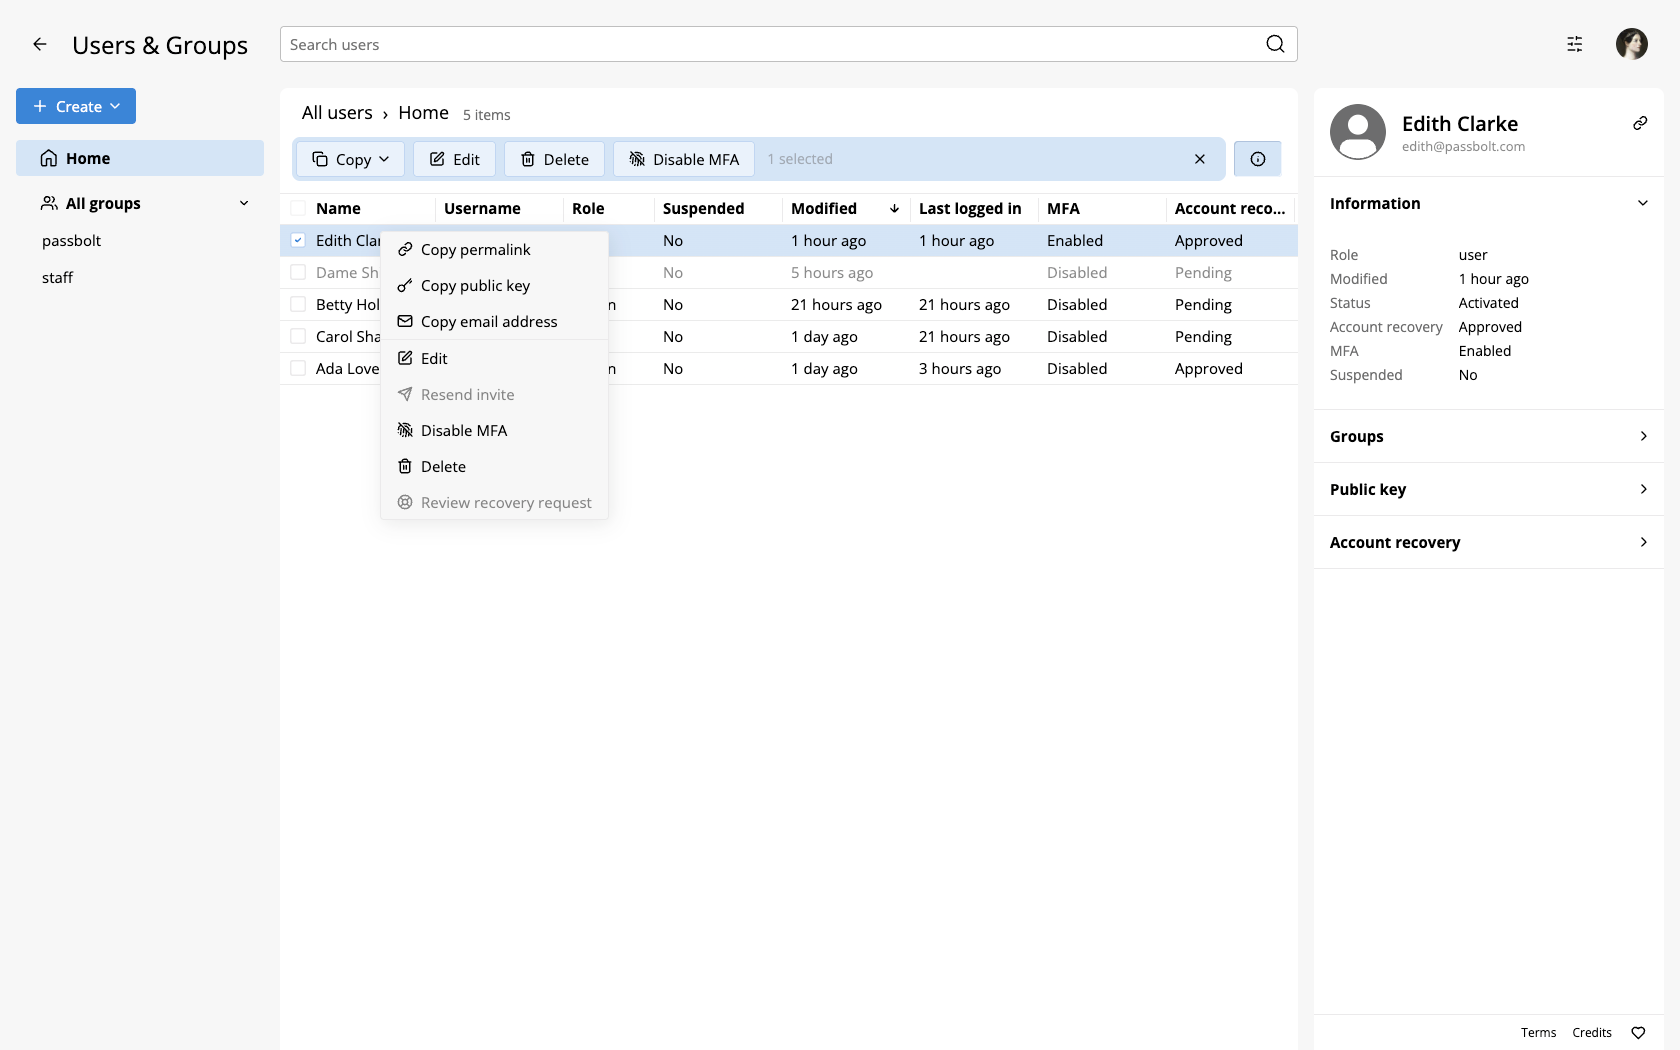 Users & Groups
Search users
Create
Home
All groups
passbolt
staff
All users › Home 5 items
Copy Edit Delete Disable MFA 1 selected
Name Username Role Suspended Modified Last logged in MFA Account reco...
Edith Clar No 1 hour ago 1 hour ago Enabled Approved
Dame Sh No 5 hours ago Disabled Pending
Betty Hol n No 21 hours ago 21 hours ago Disabled Pending
Carol Sha No 1 day ago 21 hours ago Disabled Pending
Ada Love n No 1 day ago 3 hours ago Disabled Approved
Copy permalink
Copy public key
Copy email address
Edit
Resend invite
Disable MFA
Delete
Review recovery request
Edith Clarke
edith@passbolt.com
Information
Role user
Modified 1 hour ago
Status Activated
Account recovery Approved
MFA Enabled
Suspended No
Groups
Public key
Account recovery
Terms Credits